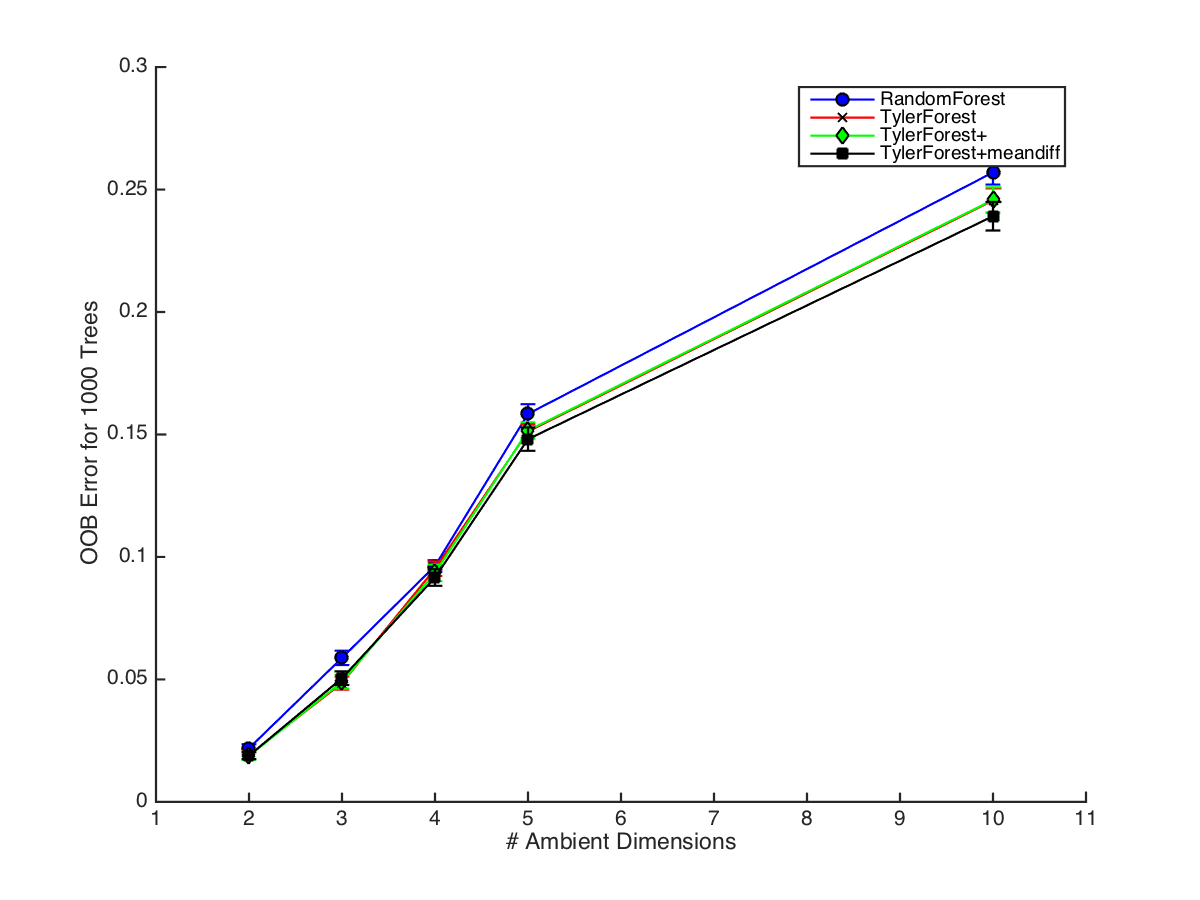 0.3
0.25
0.2
0.15
0.1
0.05
0
OOB Error for 1000 Trees
RandomForest
TylerForest
TylerForest+
TylerForest+meandiff
1 2 3 4 5 6 7 8 9 10 11
# Ambient Dimensions